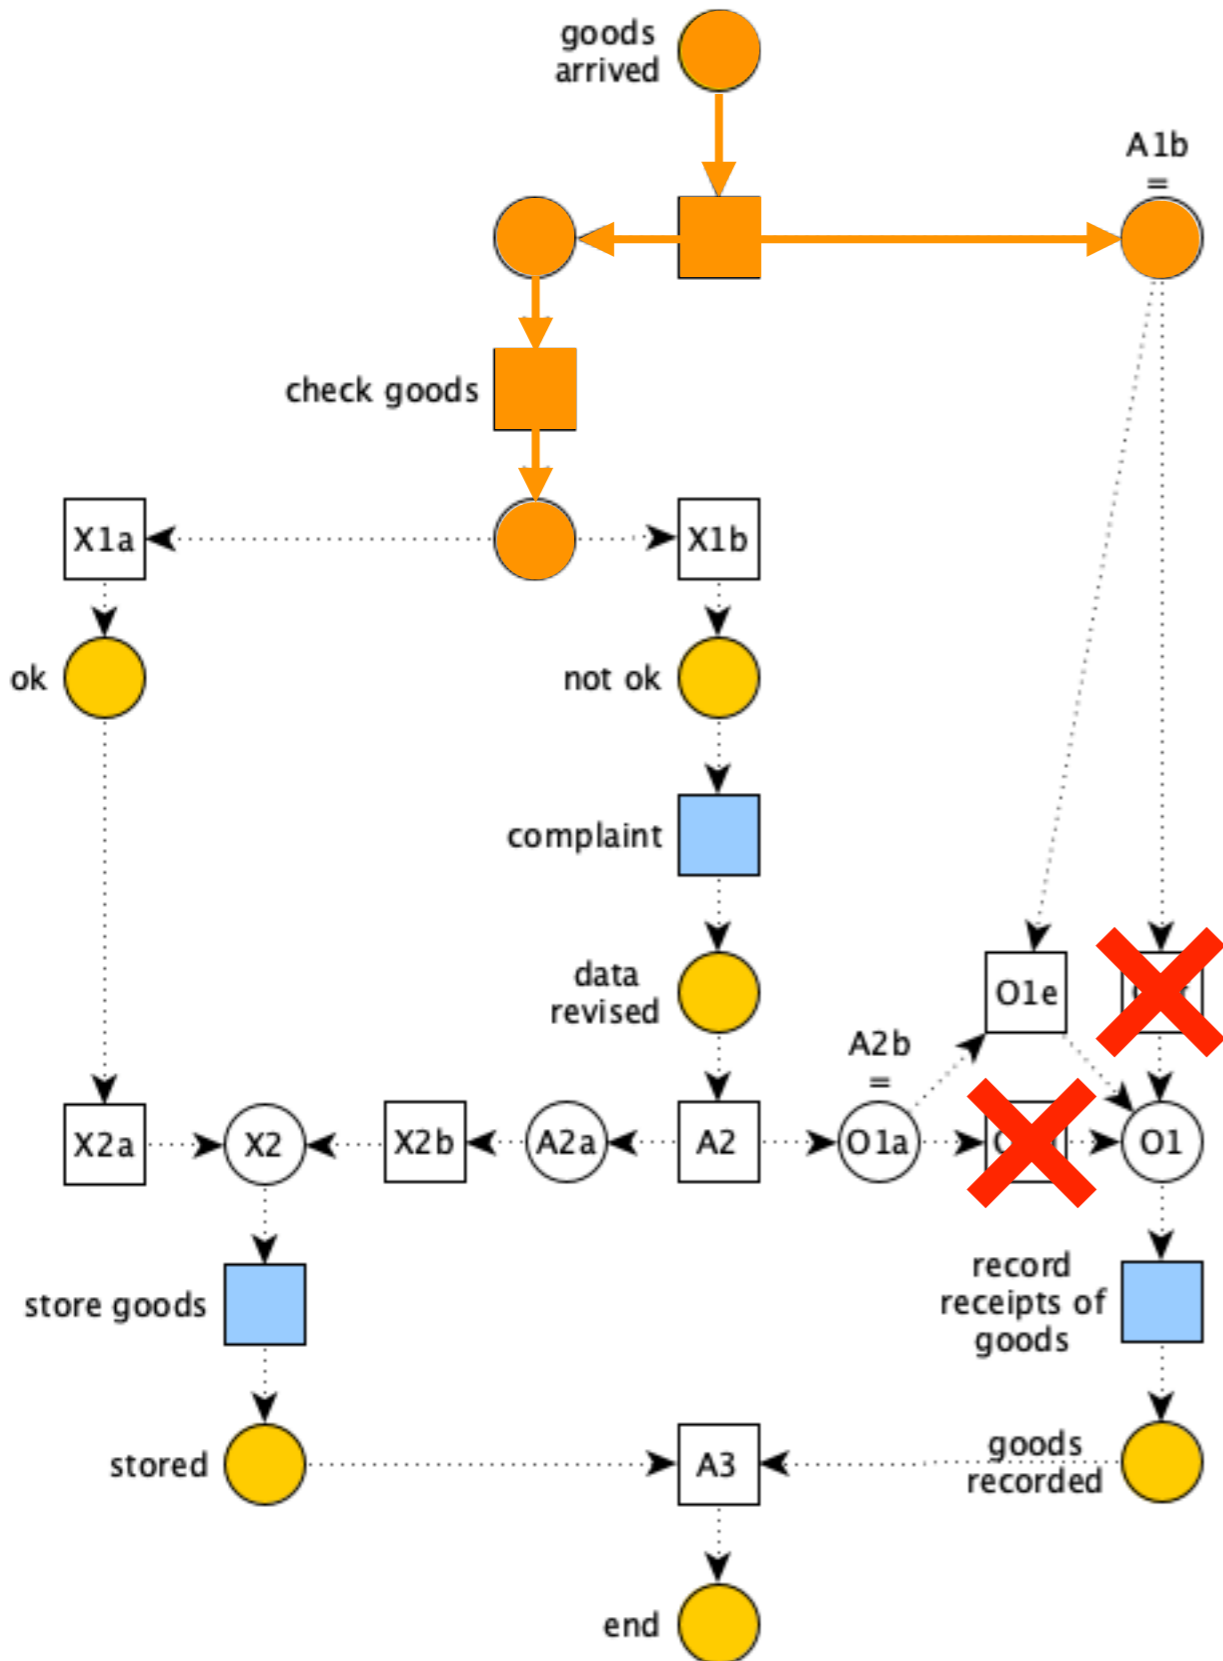 goods
arrived
A1b
=
check goods
X1a
X1b
ok
not ok
complaint
data
revised
O1e
A2b
=
X2a
X2
X2b
A2a
A2
O1a
O1
store goods
record
receipts of
goods
stored
A3
goods
recorded
end